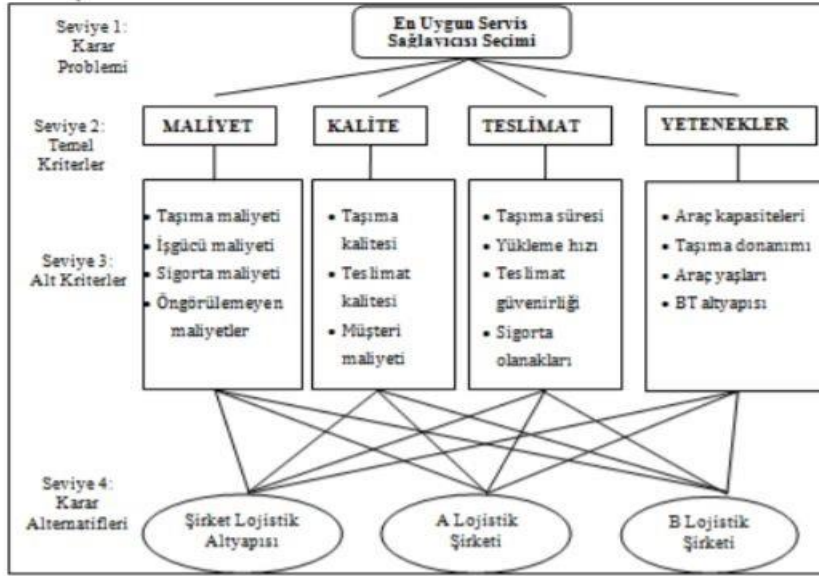 Seviye 1:
Karar
Problemi
En Uygun Servis
Sağlavıcısı Secimi
Seviye 2:
Temel
Kriterler
MALİYET
KALİTE
TESLİMAT
YETENEKLER
Seviye 3:
Alt Kriterler
• Taşıma maliyeti
• İşgücü maliyeti
• Sigorta maliyeti
• Öngörülemeyen
maliyetler
• Taşıma
kalitesi
• Teslimat
kalitesi
• Müşteri
maliyeti
• Taşıma süresi
• Yükleme hızı
• Teslimat
güvenirliği
• Sigorta
olanakları
• Araç kapasiteleri
• Taşıma donanımı
• Araç yaşları
• BT altyapısı
Seviye 4:
Karar
Alternatifleri
Şirket Lojistik
Altyapısı
A Lojistik
Şirketi
B Lojistik
Şirketi